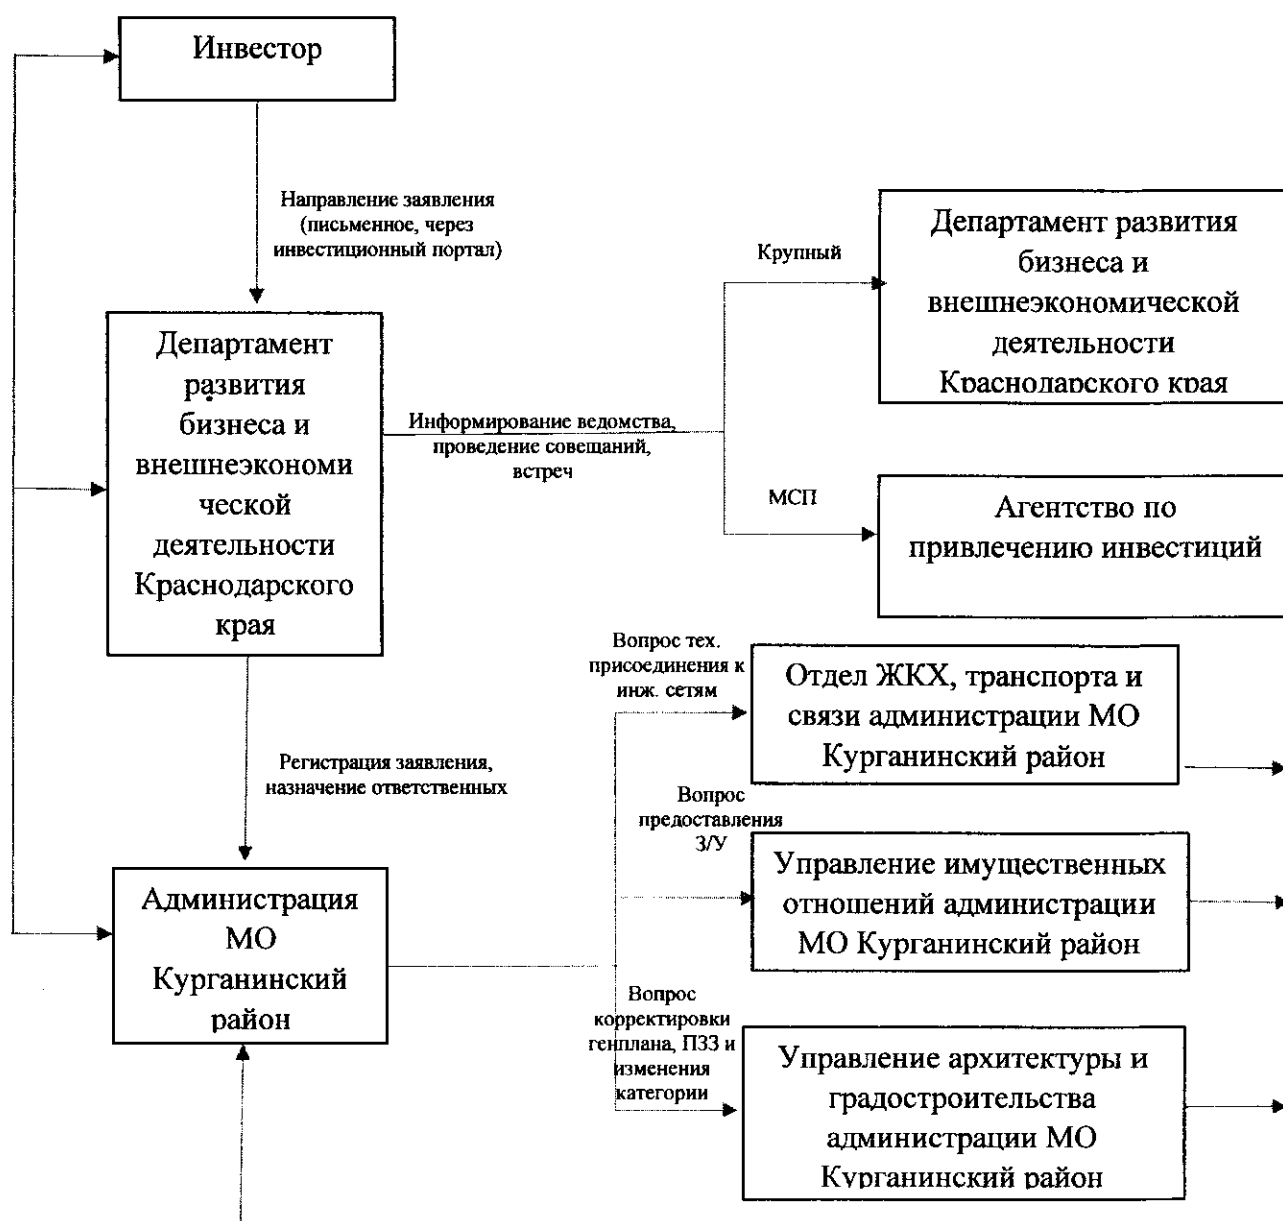 Инвестор
Направление заявления
(письменное, через
инвестиционный портал)
Департамент
развития
бизнеса и
внешнеэкономи
ческой
деятельности
Краснодарского
края
Информирование ведомства,
проведение совещаний,
встреч
Крупный
Департамент развития
бизнеса и
внешнеэкономической
деятельности
Краснодарского края
МСП
Агентство по
привлечению инвестиций
Регистрация заявления,
назначение ответственных
Администрация
МО
Курганинский
район
Вопрос тех.
присоединения к
инж. сетям
Отдел ЖКХ, транспорта и
связи администрации МО
Курганинский район
Вопрос
предоставления
З/У
Управление имущественных
отношений администрации
МО Курганинский район
Вопрос
корректировки
генплана, ПЗЗ и
изменения
категории
Управление архитектуры и
градостроительства
администрации МО
Курганинский район